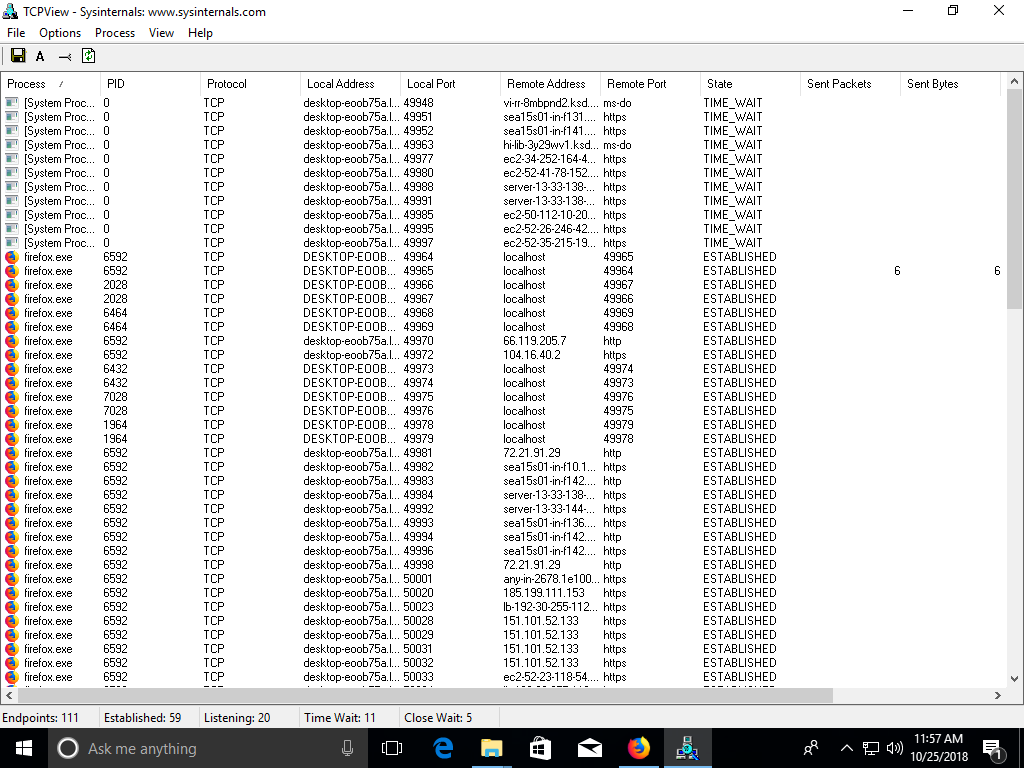 TCPView - Sysinternals: www.sysinternals.com
File Options Process View Help
A
Process / PID Protocol Local Address Local Port Remote Address Remote Port State Sent Packets Sent Bytes
[System Proc... 0 TCP desktop-eoob75a.l... 49948 vi-rr-8mbpnd2.ksd.... ms-do TIME_WAIT
[System Proc... 0 TCP desktop-eoob75a.l... 49951 sea15s01-in-f131.... https TIME_WAIT
[System Proc... 0 TCP desktop-eoob75a.l... 49952 sea15s01-in-f141.... https TIME_WAIT
[System Proc... 0 TCP desktop-eoob75a.l... 49963 hi-lib-3y29wv1.ksd... ms-do TIME_WAIT
[System Proc... 0 TCP desktop-eoob75a.l... 49977 ec2-34-252-164-4... https TIME_WAIT
[System Proc... 0 TCP desktop-eoob75a.l... 49980 ec2-52-41-78-152.... https TIME_WAIT
[System Proc... 0 TCP desktop-eoob75a.l... 49988 server-13-33-138-... https TIME_WAIT
[System Proc... 0 TCP desktop-eoob75a.l... 49991 server-13-33-138-... https TIME_WAIT
[System Proc... 0 TCP desktop-eoob75a.l... 49985 ec2-50-112-10-20... https TIME_WAIT
[System Proc... 0 TCP desktop-eoob75a.l... 49995 ec2-52-26-246-42.... https TIME_WAIT
[System Proc... 0 TCP desktop-eoob75a.l... 49997 ec2-52-35-215-19... https TIME_WAIT
firefox.exe 6592 TCP DESKTOP-EOOB... 49964 localhost 49965 ESTABLISHED
firefox.exe 6592 TCP DESKTOP-EOOB... 49965 localhost 49964 ESTABLISHED 6 6
firefox.exe 2028 TCP DESKTOP-EOOB... 49966 localhost 49967 ESTABLISHED
firefox.exe 2028 TCP DESKTOP-EOOB... 49967 localhost 49966 ESTABLISHED
firefox.exe 6464 TCP DESKTOP-EOOB... 49968 localhost 49969 ESTABLISHED
firefox.exe 6464 TCP DESKTOP-EOOB... 49969 localhost 49968 ESTABLISHED
firefox.exe 6592 TCP desktop-eoob75a.l... 49970 66.119.205.7 http ESTABLISHED
firefox.exe 6592 TCP desktop-eoob75a.l... 49972 104.16.40.2 https ESTABLISHED
firefox.exe 6432 TCP DESKTOP-EOOB... 49973 localhost 49974 ESTABLISHED
firefox.exe 6432 TCP DESKTOP-EOOB... 49974 localhost 49973 ESTABLISHED
firefox.exe 7028 TCP DESKTOP-EOOB... 49975 localhost 49976 ESTABLISHED
firefox.exe 7028 TCP DESKTOP-EOOB... 49976 localhost 49975 ESTABLISHED
firefox.exe 1964 TCP DESKTOP-EOOB... 49978 localhost 49979 ESTABLISHED
firefox.exe 1964 TCP DESKTOP-EOOB... 49979 localhost 49978 ESTABLISHED
firefox.exe 6592 TCP desktop-eoob75a.l... 49981 72.21.91.29 http ESTABLISHED
firefox.exe 6592 TCP desktop-eoob75a.l... 49982 sea15s01-in-f10.1... https ESTABLISHED
firefox.exe 6592 TCP desktop-eoob75a.l... 49983 sea15s01-in-f142.... http ESTABLISHED
firefox.exe 6592 TCP desktop-eoob75a.l... 49984 server-13-33-138-... https ESTABLISHED
firefox.exe 6592 TCP desktop-eoob75a.l... 49992 server-13-33-144-... https ESTABLISHED
firefox.exe 6592 TCP desktop-eoob75a.l... 49993 sea15s01-in-f136.... https ESTABLISHED
firefox.exe 6592 TCP desktop-eoob75a.l... 49994 sea15s01-in-f142.... http ESTABLISHED
firefox.exe 6592 TCP desktop-eoob75a.l... 49996 sea15s01-in-f142.... https ESTABLISHED
firefox.exe 6592 TCP desktop-eoob75a.l... 49998 72.21.91.29 http ESTABLISHED
firefox.exe 6592 TCP desktop-eoob75a.l... 50001 any-in-2678.1e100... https ESTABLISHED
firefox.exe 6592 TCP desktop-eoob75a.l... 50020 185.199.111.153 https ESTABLISHED
firefox.exe 6592 TCP desktop-eoob75a.l... 50023 lb-192-30-255-112... https ESTABLISHED
firefox.exe 6592 TCP desktop-eoob75a.l... 50028 151.101.52.133 https ESTABLISHED
firefox.exe 6592 TCP desktop-eoob75a.l... 50029 151.101.52.133 https ESTABLISHED
firefox.exe 6592 TCP desktop-eoob75a.l... 50031 151.101.52.133 https ESTABLISHED
firefox.exe 6592 TCP desktop-eoob75a.l... 50032 151.101.52.133 https ESTABLISHED
firefox.exe 6592 TCP desktop-eoob75a.l... 50033 ec2-52-23-118-54.... https ESTABLISHED
Endpoints: 111 Established: 59 Listening: 20 Time Wait: 11 Close Wait: 5
Ask me anything
11:57 AM
10/25/2018
1